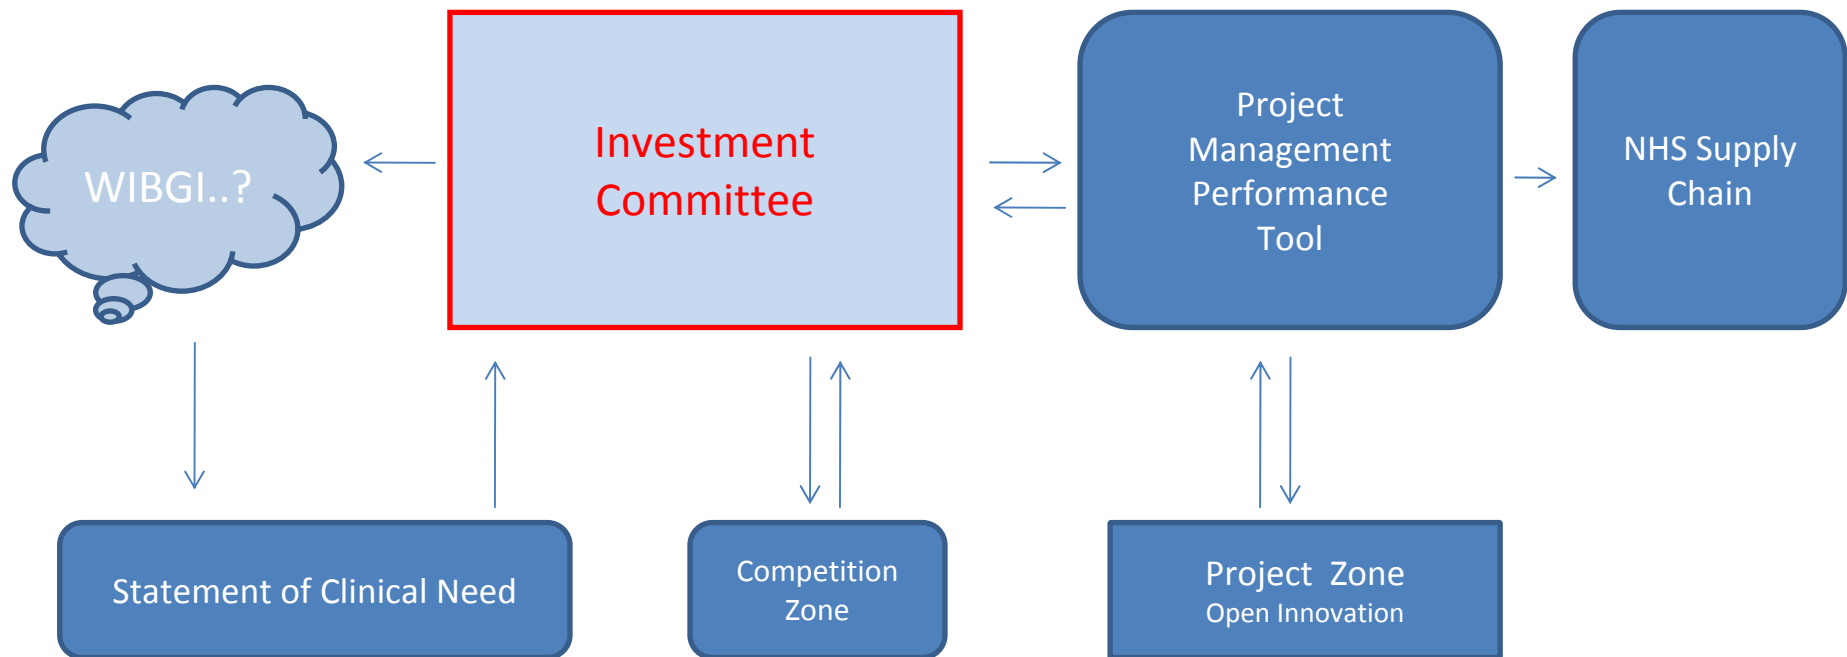 WIBGI..?
Investment
Committee
Project
Management
Performance
Tool
NHS Supply
Chain
Statement of Clinical Need
Competition
Zone
Project Zone
Open Innovation